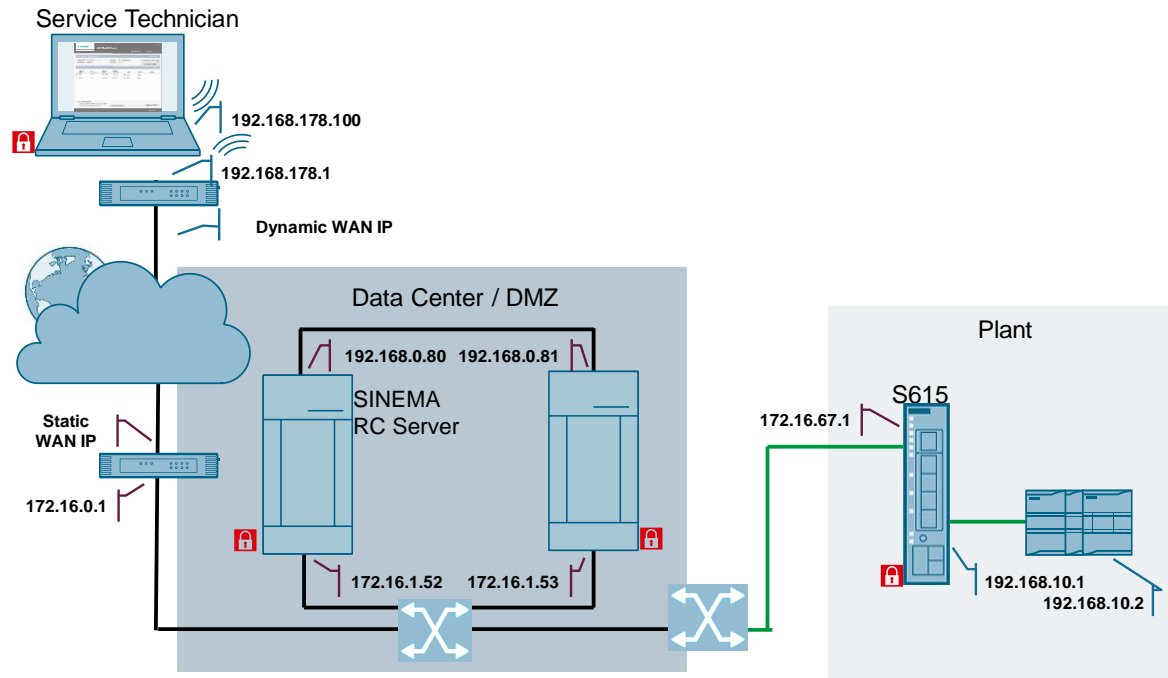 Service Technician
192.168.178.100
192.168.178.1
Dynamic WAN IP
Data Center / DMZ
192.168.0.80
192.168.0.81
SINEMA
RC Server
Static
WAN IP
172.16.0.1
172.16.1.52
172.16.1.53
Plant
S615
172.16.67.1
192.168.10.1
192.168.10.2